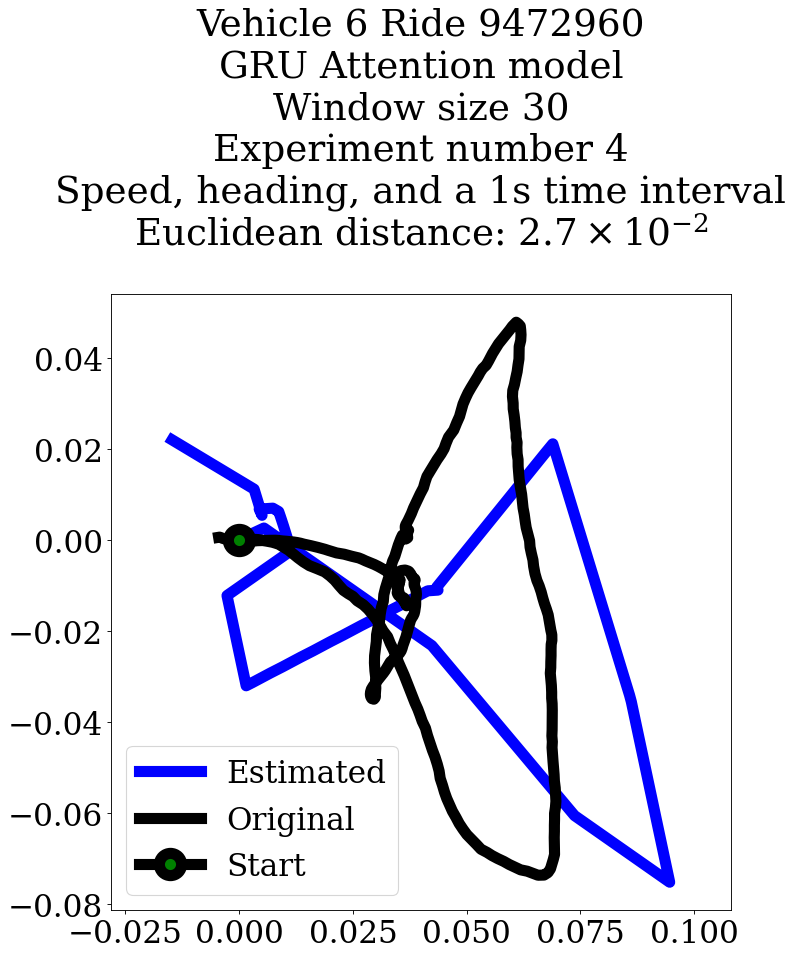 Vehicle 6 Ride 9472960
GRU Attention model
Window size 30
Experiment number 4
Speed, heading, and a 1s time interval
Euclidean distance: 2.7 × 10⁻²
0.04
0.02
0.00
−0.02
−0.04
−0.06
−0.08
Estimated
Original
Start
−0.025 0.000 0.025 0.050 0.075 0.100